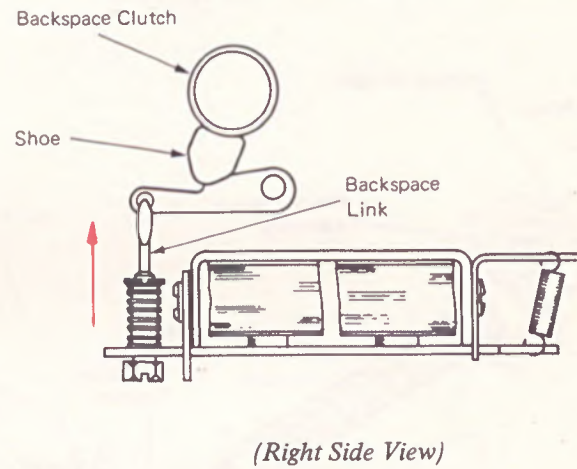 Backspace Clutch
Shoe
Backspace
Link
(Right Side View)